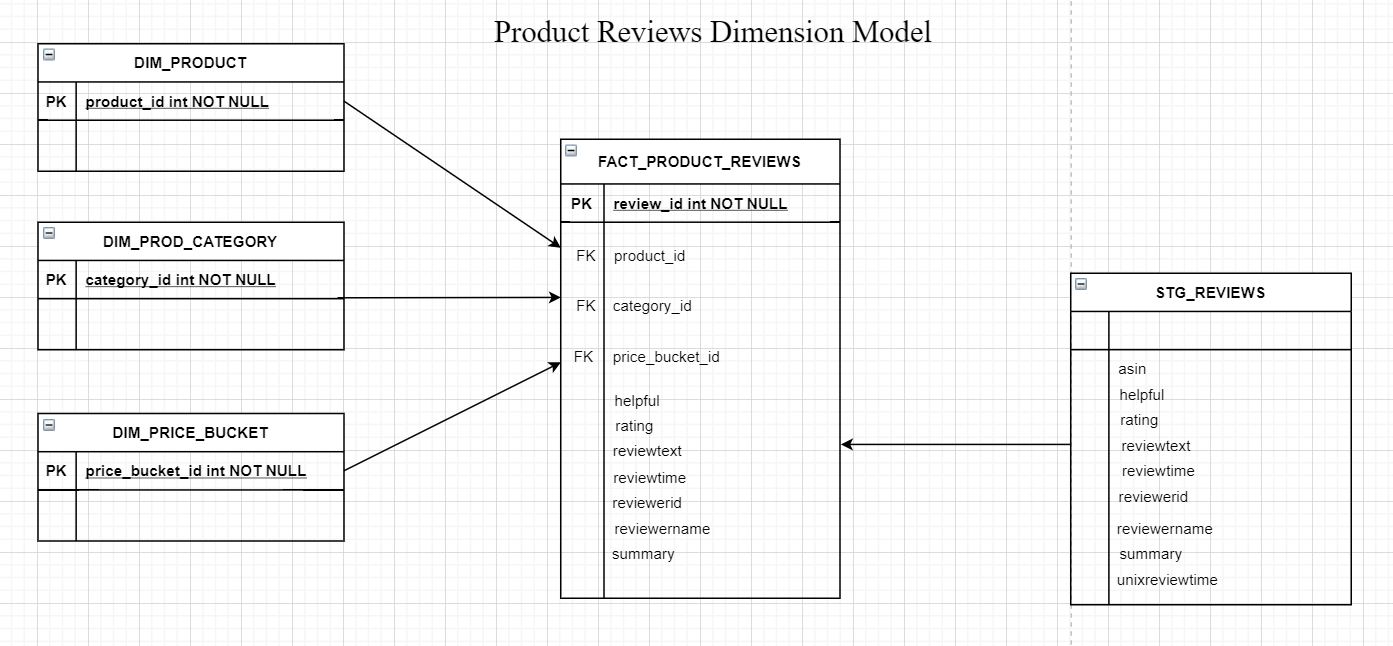 Product Reviews Dimension Model
DIM_PRODUCT
PK product_id int NOT NULL
DIM_PROD_CATEGORY
PK category_id int NOT NULL
DIM_PRICE_BUCKET
PK price_bucket_id int NOT NULL
FACT_PRODUCT_REVIEWS
PK review_id int NOT NULL
FK product_id
FK category_id
FK price_bucket_id
helpful
rating
reviewtext
reviewtime
reviewerid
reviewername
summary
STG_REVIEWS
asin
helpful
rating
reviewtext
reviewtime
reviewerid
reviewername
summary
unixreviewtime